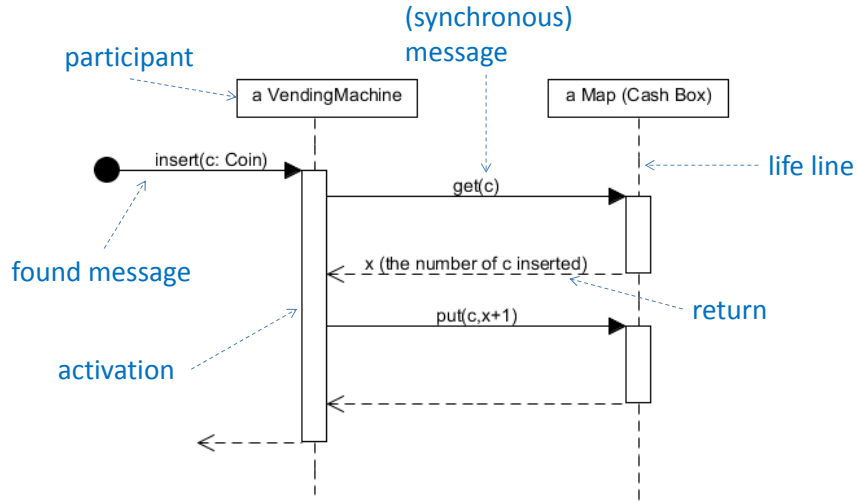 (synchronous)
message
participant
a VendingMachine
a Map (Cash Box)
insert(c: Coin)
life line
get(c)
found message
x (the number of c inserted)
return
put(c,x+1)
activation